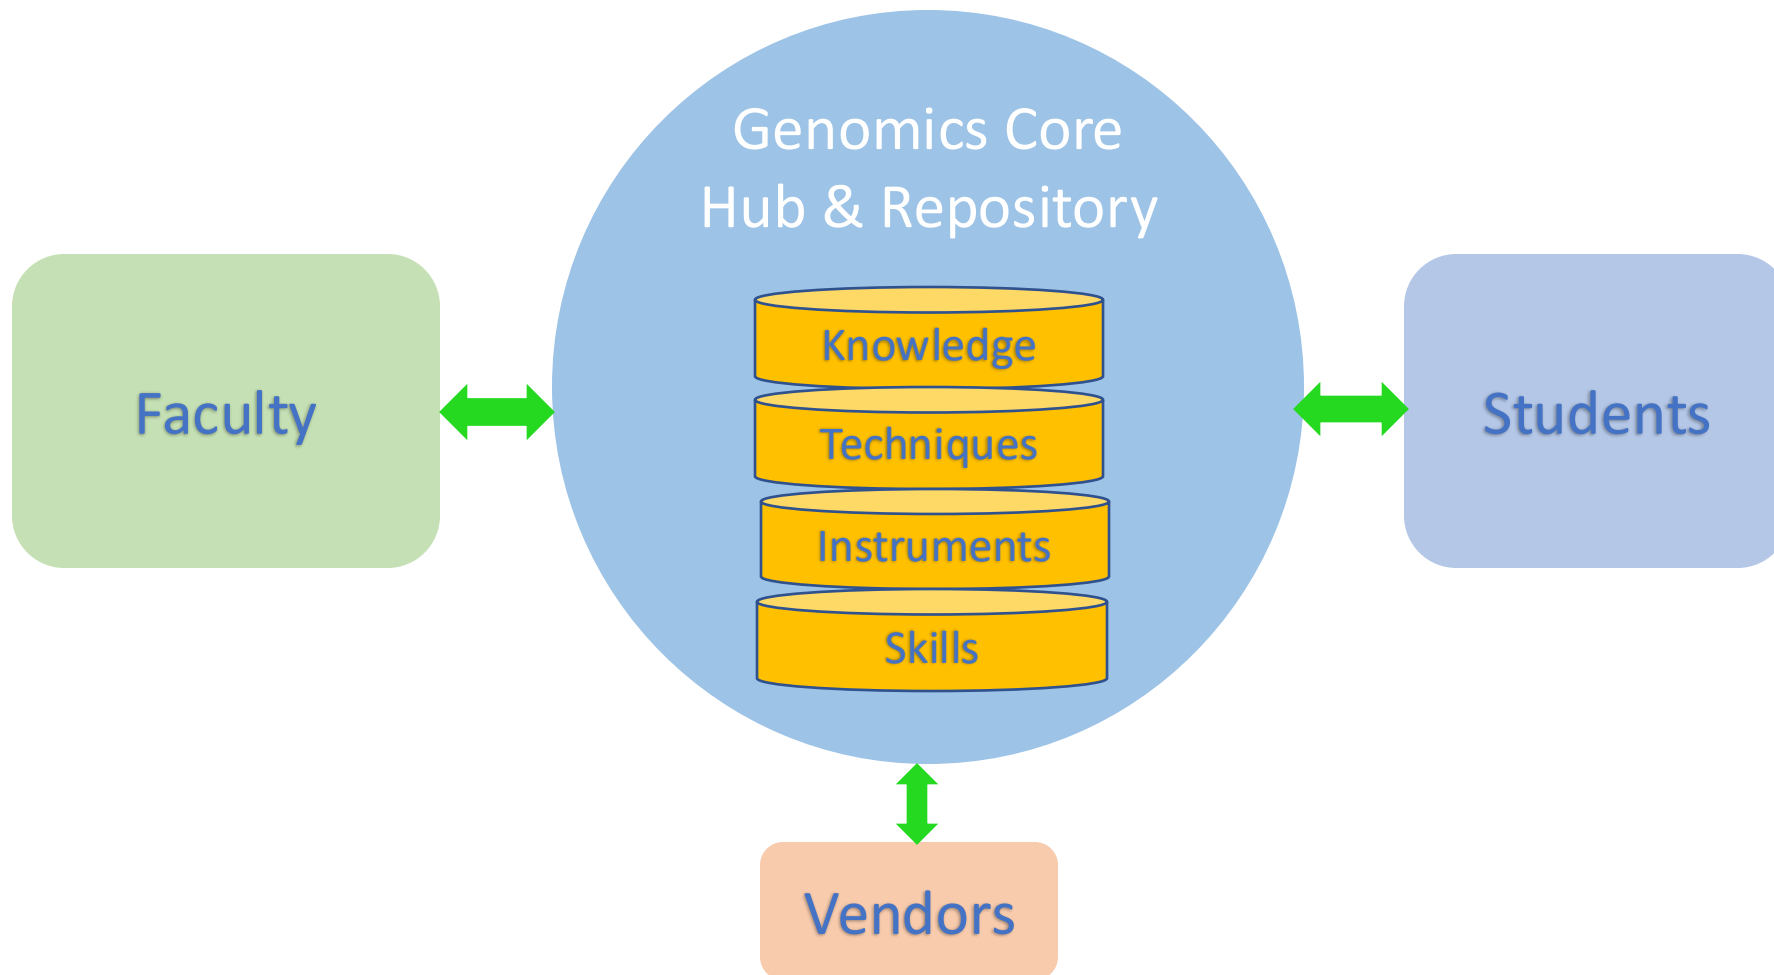 Genomics Core
Hub & Repository
Knowledge
Faculty
Techniques
Students
Instruments
Skills
Vendors